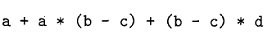 a + a * (b - c) + (b - c) * d